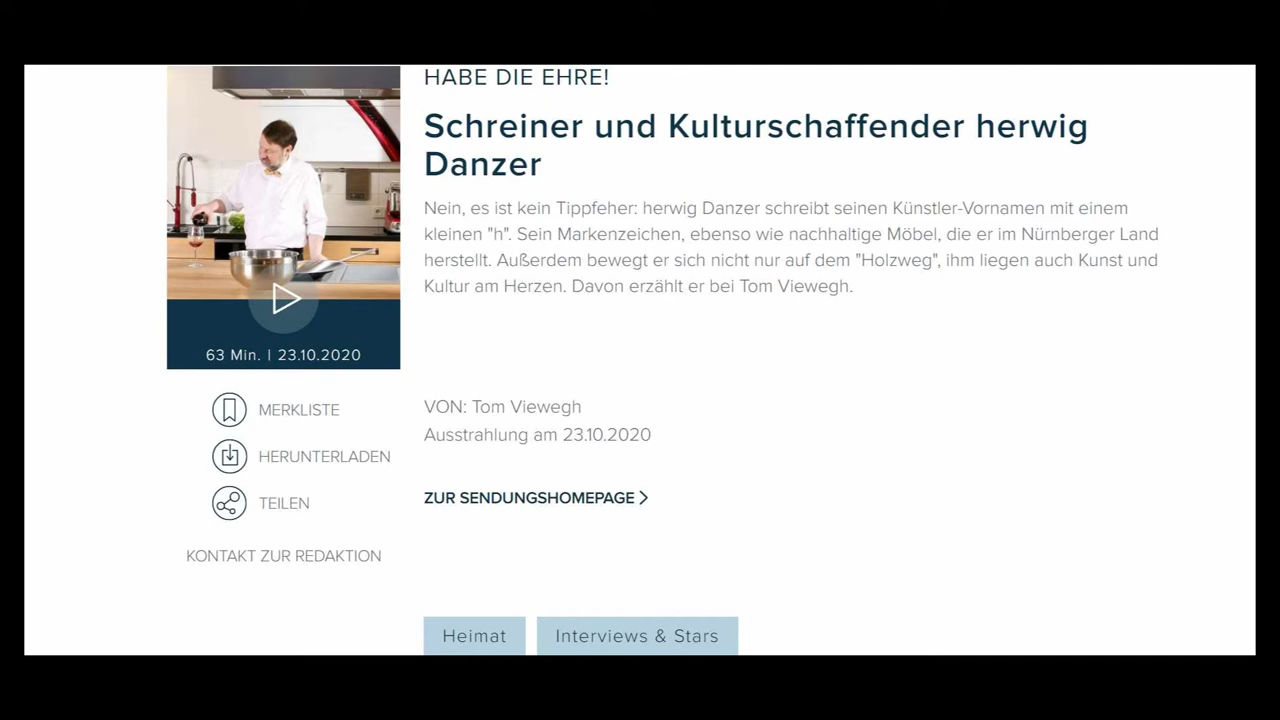 HABE DIE EHRE!
Schreiner und Kulturschaffender herwig
Danzer
Nein, es ist kein Tippfeher: herwig Danzer schreibt seinen Künstler-Vornamen mit einem
kleinen "h". Sein Markenzeichen, ebenso wie nachhaltige Möbel, die er im Nürnberger Land
herstellt. Außerdem bewegt er sich nicht nur auf dem "Holzweg", ihm liegen auch Kunst und
Kultur am Herzen. Davon erzählt er bei Tom Viewegh.
63 Min. | 23.10.2020
MERKLISTE
HERUNTERLADEN
TEILEN
KONTAKT ZUR REDAKTION
VON: Tom Viewegh
Ausstrahlung am 23.10.2020
ZUR SENDUNGSHOMEPAGE
Heimat
Interviews & Stars